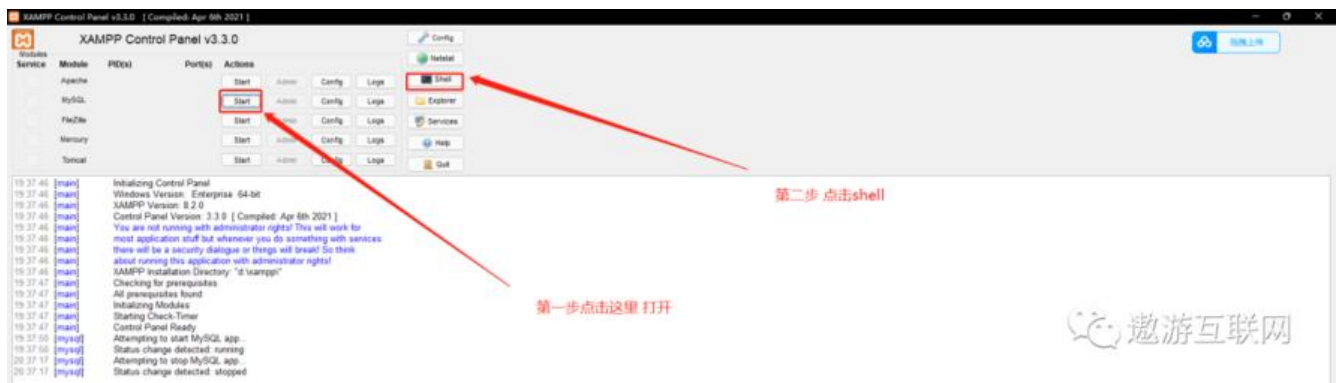 XAMPP Control Panel v3.3.0 [ Compiled: Apr 6th 2021 ]
XAMPP Control Panel v3.3.0
Config
Netstat
Modules
Service Module PID(s) Port(s) Actions
Apache Start Admin Config Logs Shell
MySQL Start Admin Config Logs Explorer
FileZilla Start Admin Config Logs Services
Mercury Start Admin Config Logs Help
Tomcat Start Admin Config Logs Quit
拖拽上传
第二步 点击shell
第一步点击这里 打开
19:37:46 [main] Initializing Control Panel
19:37:46 [main] Windows Version: Enterprise 64-bit
19:37:46 [main] XAMPP Version: 8.2.0
19:37:46 [main] Control Panel Version: 3.3.0 [ Compiled: Apr 6th 2021 ]
19:37:46 [main] You are not running with administrator rights! This will work for
19:37:46 [main] most application stuff but whenever you do something with services
19:37:46 [main] there will be a security dialogue or things will break! So think
19:37:46 [main] about running this application with administrator rights!
19:37:46 [main] XAMPP Installation Directory: "d:\xampp\"
19:37:47 [main] Checking for prerequisites
19:37:47 [main] All prerequisites found
19:37:47 [main] Initializing Modules
19:37:47 [main] Starting Check-Timer
19:37:47 [main] Control Panel Ready
19:37:50 [mysql] Attempting to start MySQL app...
19:37:50 [mysql] Status change detected: running
20:37:17 [mysql] Attempting to stop MySQL app...
20:37:17 [mysql] Status change detected: stopped
遨游互联网